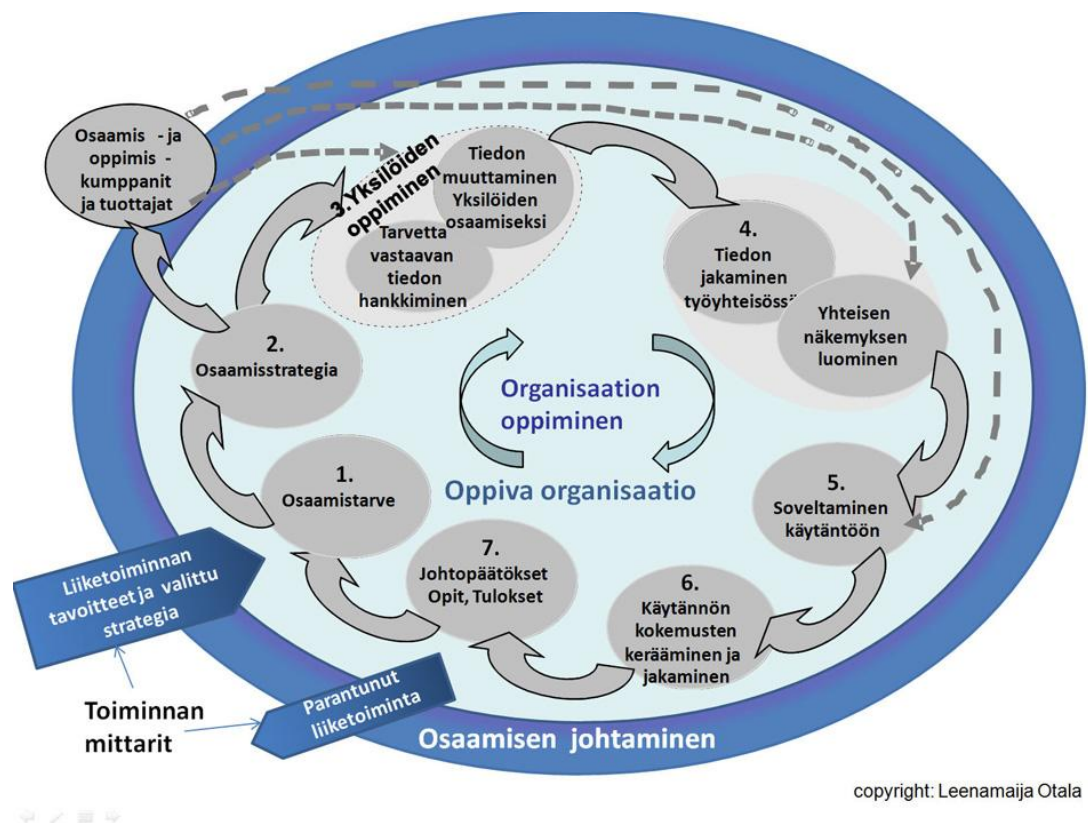 Osaamis - ja
oppimis -
kumppanit
ja tuottajat
3.Yksilöiden
oppiminen
Tiedon
muuttaminen
Yksilöiden
osaamiseksi
Tarvetta
vastaavan
tiedon
hankkiminen
4.
Tiedon
jakaminen
työyhteisössä
Yhteisen
näkemyksen
luominen
2.
Osaamisstrategia
Organisaation
oppiminen
1.
Osaamistarve
Oppiva organisaatio
5.
Soveltaminen
käytäntöön
7.
Johtopäätökset
Opit, Tulokset
6.
Käytännön
kokemusten
kerääminen ja
jakaminen
Liiketoiminnan
tavoitteet ja valittu
strategia
Parantunut
liiketoiminta
Toiminnan
mittarit
Osaamisen johtaminen
copyright: Leenamaija Otala